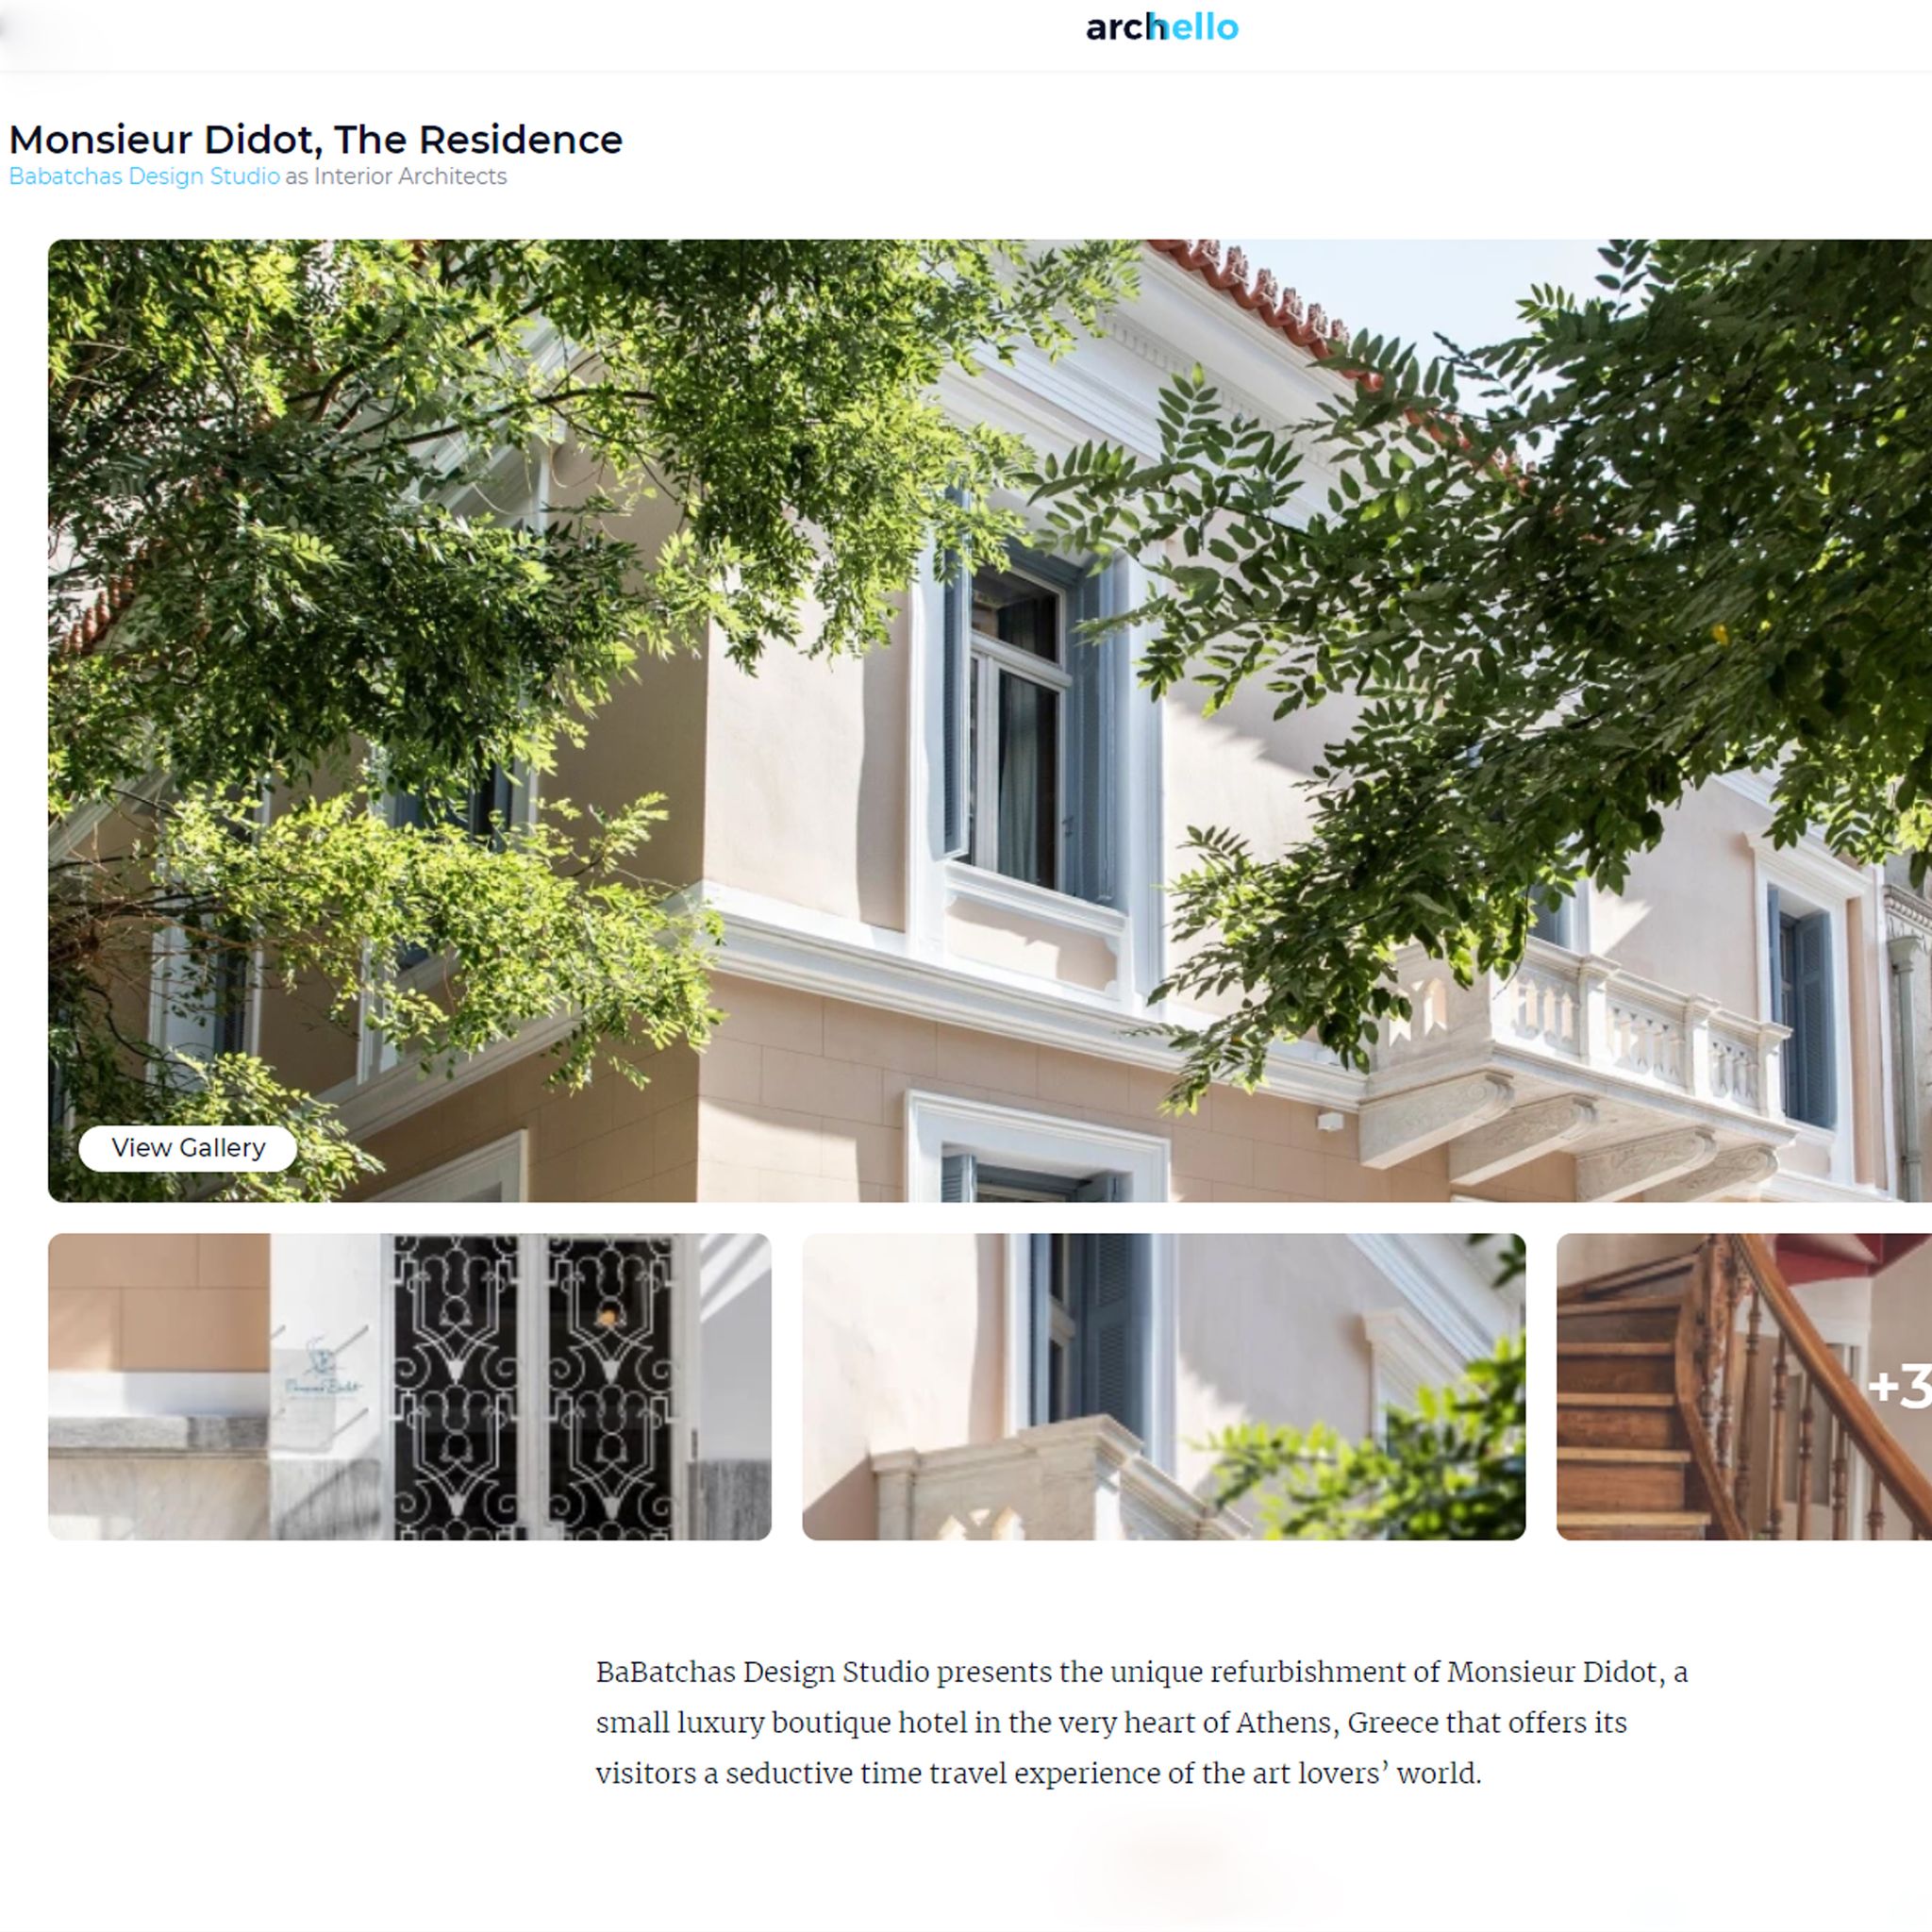 archello
Monsieur Didot, The Residence
Babatchas Design Studio as Interior Architects
View Gallery
+3
BaBatchas Design Studio presents the unique refurbishment of Monsieur Didot, a
small luxury boutique hotel in the very heart of Athens, Greece that offers its
visitors a seductive time travel experience of the art lovers’ world.